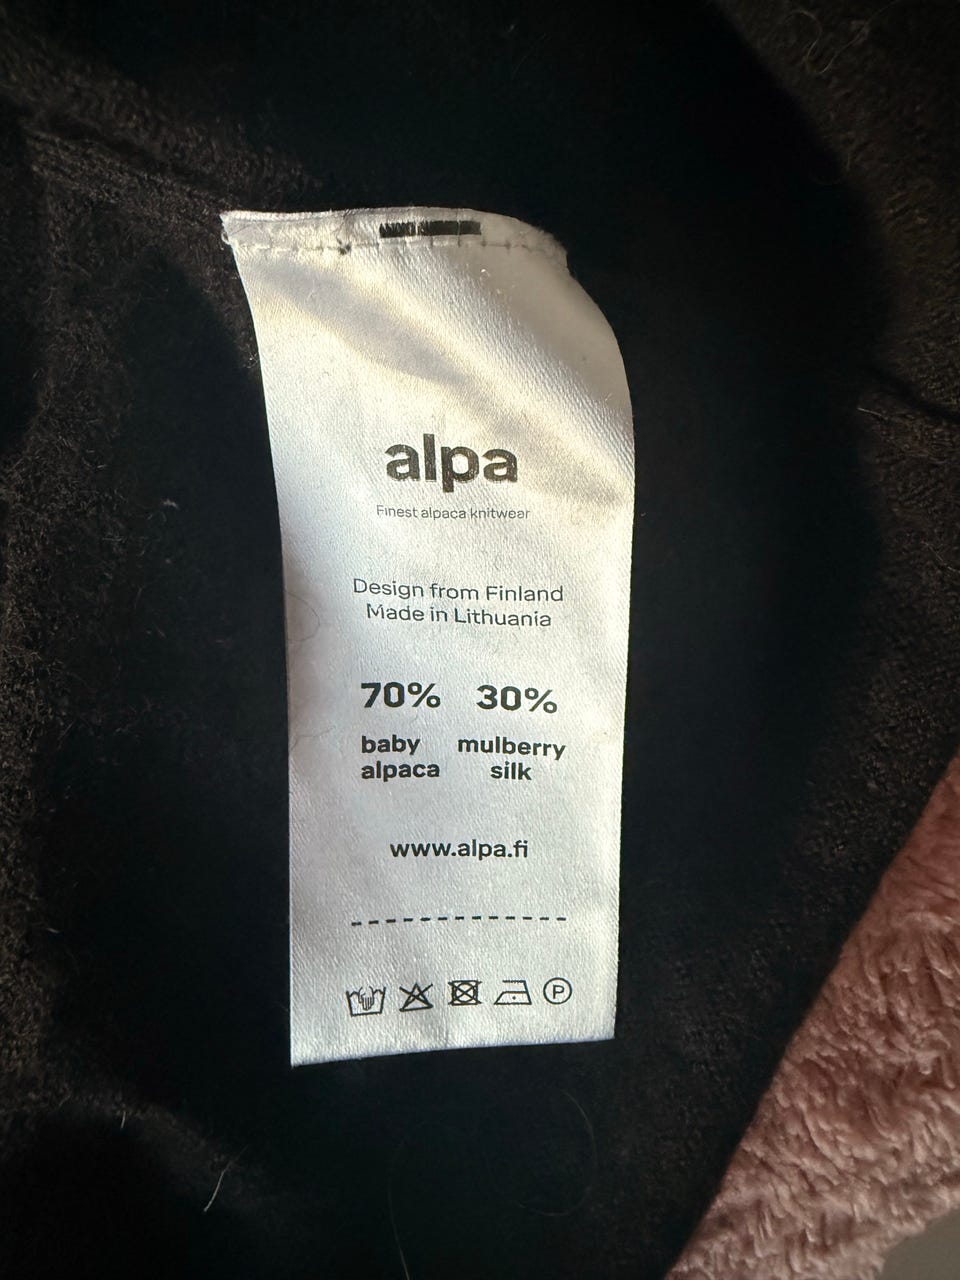 alpa
Finest alpaca knitwear
Design from Finland
Made in Lithuania
70% 30%
baby mulberry
alpaca silk
www.alpa.fi
P